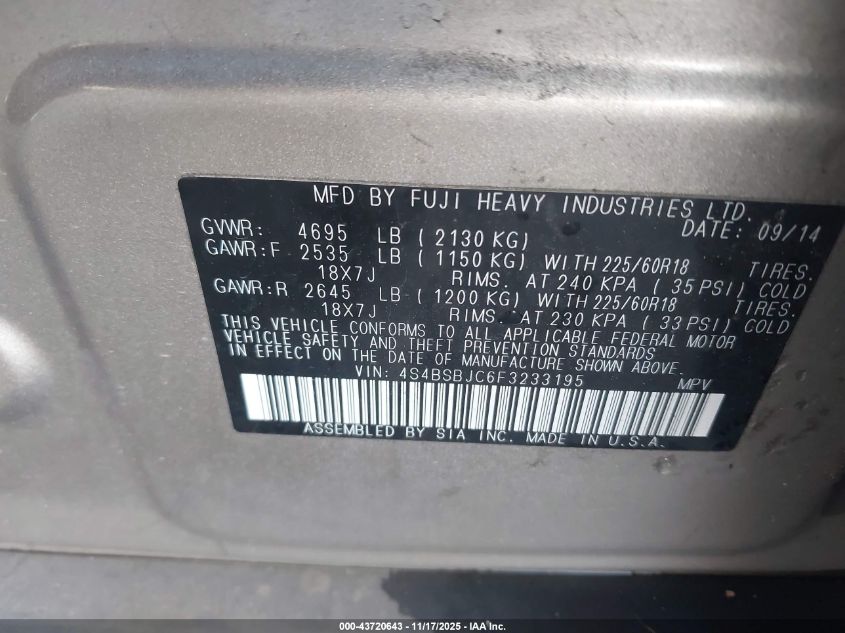 MFD BY FUJI HEAVY INDUSTRIES LTD.
DATE: 09/14
GVWR: 4695 LB ( 2130 KG)
GAWR:F 2535 LB ( 1150 KG) WITH 225/60R18 TIRES.
18X7J RIMS. AT 240 KPA ( 35 PSI) COLD
GAWR:R 2645 LB ( 1200 KG) WITH 225/60R18 TIRES.
18X7J RIMS. AT 230 KPA ( 33 PSI) COLD
THIS VEHICLE CONFORMS TO ALL APPLICABLE FEDERAL MOTOR
VEHICLE SAFETY AND THEFT PREVENTION STANDARDS
IN EFFECT ON THE DATE OF MANUFACTURE SHOWN ABOVE.
VIN: 4S4BSBJC6F3233195 MPV
ASSEMBLED BY SIA INC. MADE IN U.S.A.
000-43720643 - 11/17/2025 - IAA Inc.